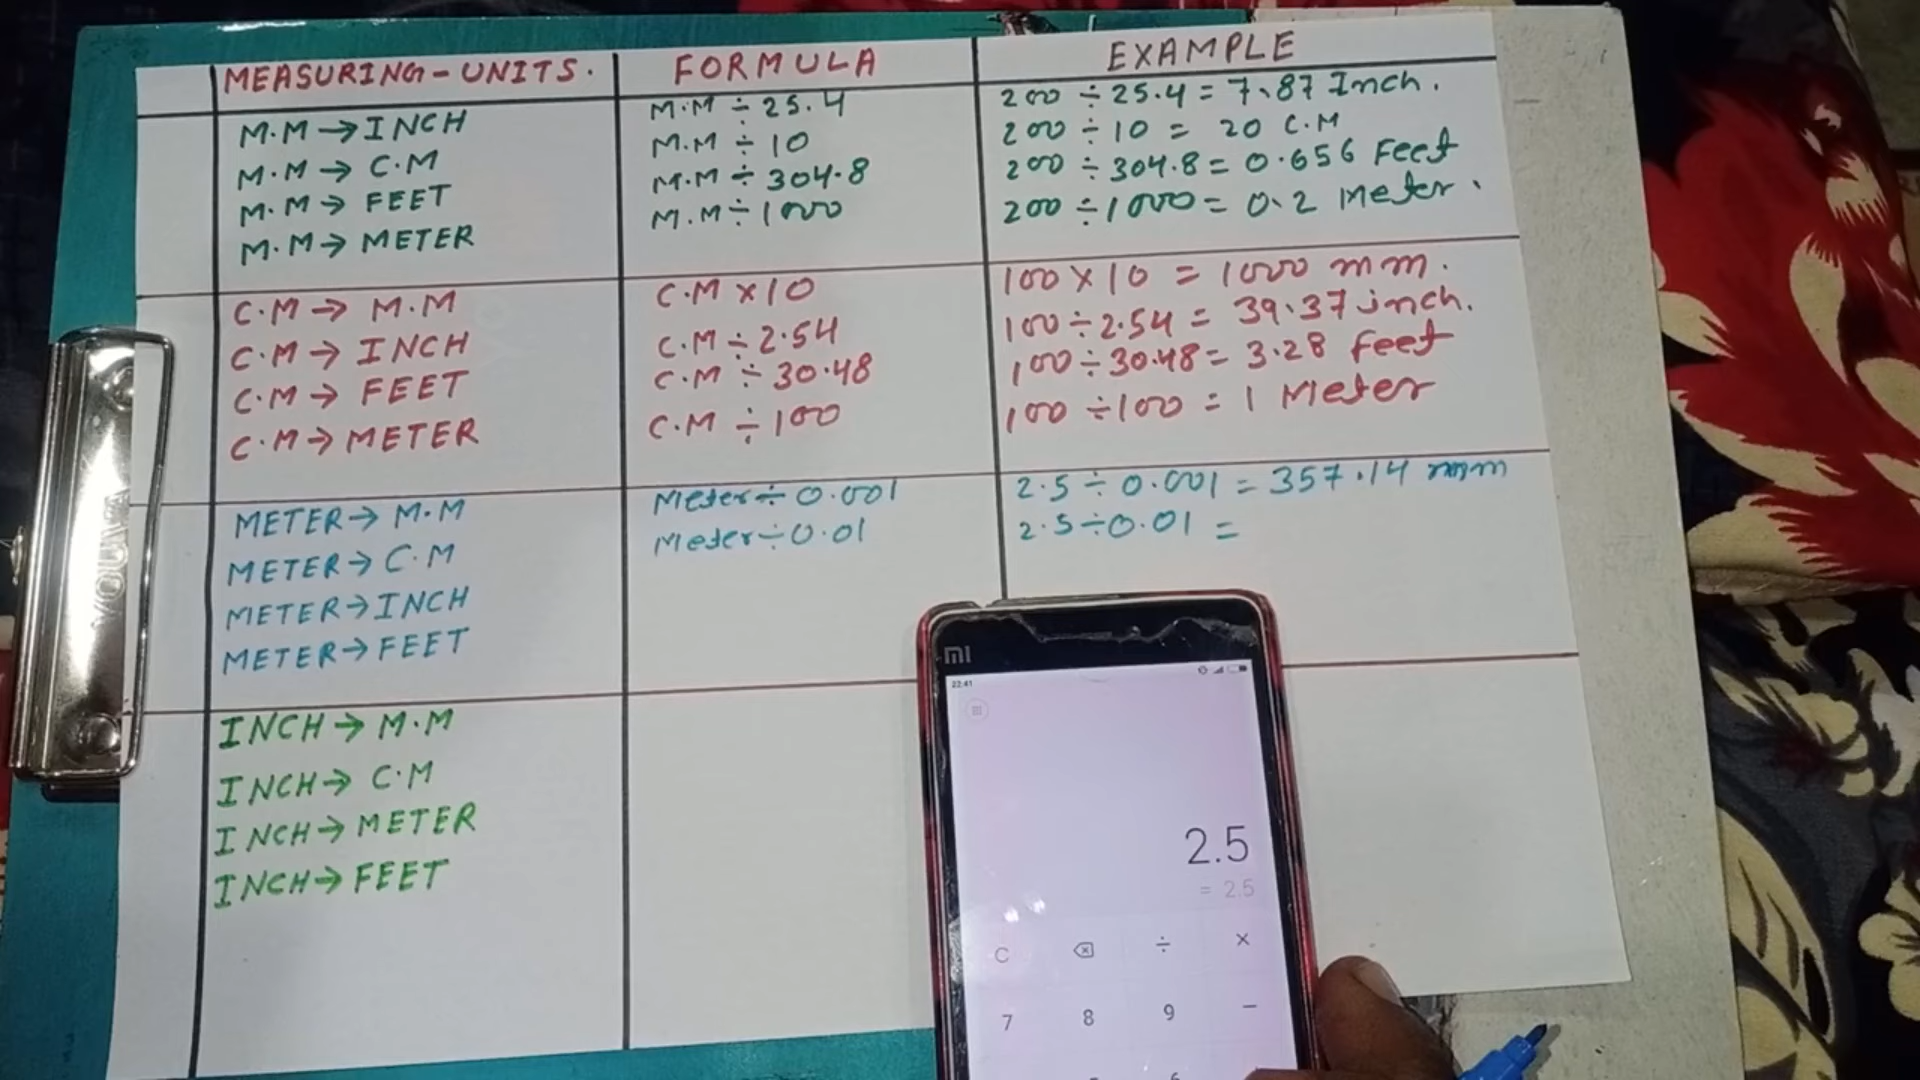 MEASURING-UNITS. FORMULA EXAMPLE
M.M → INCH M.M ÷ 25.4 200 ÷ 25.4 = 7.87 Inch.
M.M → C.M M.M ÷ 10 200 ÷ 10 = 20 C.M
M.M → FEET M.M ÷ 304.8 200 ÷ 304.8 = 0.656 Feet
M.M → METER M.M ÷ 1000 200 ÷ 1000 = 0.2 Meter.
C.M → M.M C.M × 10 100 × 10 = 1000 mm.
C.M → INCH C.M ÷ 2.54 100 ÷ 2.54 = 39.37 inch.
C.M → FEET C.M ÷ 30.48 100 ÷ 30.48 = 3.28 Feet
C.M → METER C.M ÷ 100 100 ÷ 100 = 1 Meter
METER → M.M Meter ÷ 0.001 2.5 ÷ 0.001 = 357.14 mm
METER → C.M Meter ÷ 0.01 2.5 ÷ 0.01 =
METER → INCH
METER → FEET
INCH → M.M
INCH → C.M
INCH → METER
INCH → FEET
YOUVA
mi
22:41
2.5
= 2.5
C ÷ ×
7 8 9 −